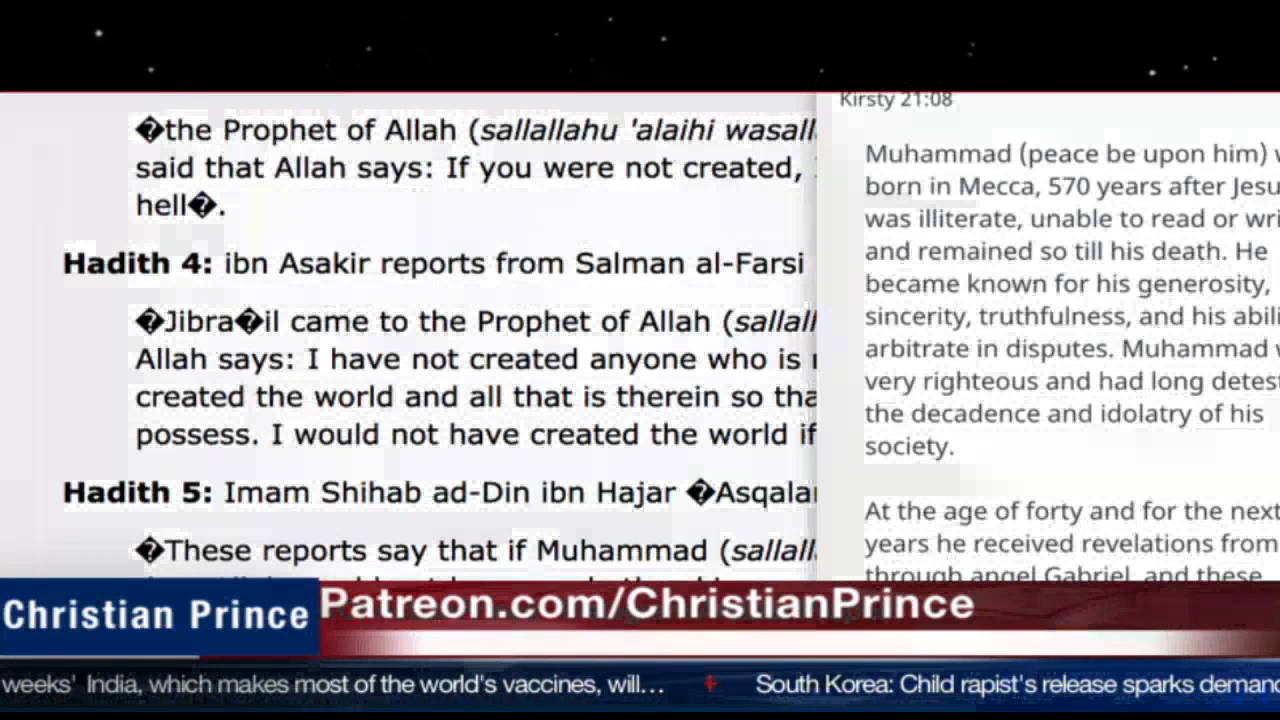 �the Prophet of Allah (sallallahu 'alaihi wasall
said that Allah says: If you were not created,
hell�.
Hadith 4: ibn Asakir reports from Salman al-Farsi
�Jibra�il came to the Prophet of Allah (sallall
Allah says: I have not created anyone who is
created the world and all that is therein so tha
possess. I would not have created the world if
Hadith 5: Imam Shihab ad-Din ibn Hajar �Asqala
�These reports say that if Muhammad (sallall
Kirsty 21:08
Muhammad (peace be upon him)
born in Mecca, 570 years after Jesu
was illiterate, unable to read or wri
and remained so till his death. He
became known for his generosity,
sincerity, truthfulness, and his abili
arbitrate in disputes. Muhammad
very righteous and had long detest
the decadence and idolatry of his
society.
At the age of forty and for the next
years he received revelations from
through angel Gabriel, and these
Christian Prince
Patreon.com/ChristianPrince
weeks' India, which makes most of the world's vaccines, will...
South Korea: Child rapist's release sparks demand